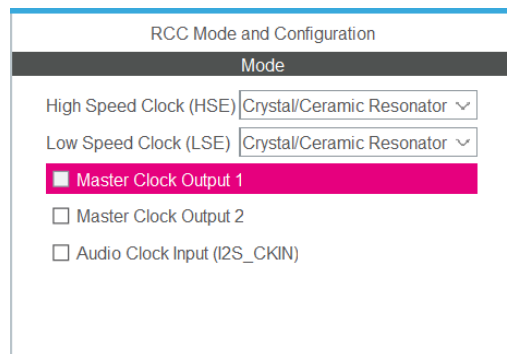 RCC Mode and Configuration
Mode
High Speed Clock (HSE) Crystal/Ceramic Resonator
Low Speed Clock (LSE) Crystal/Ceramic Resonator
Master Clock Output 1
Master Clock Output 2
Audio Clock Input (I2S_CKIN)